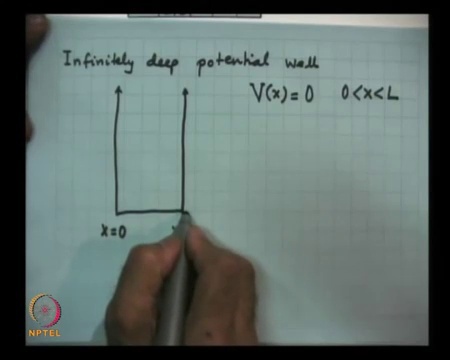 Infinitely deep potential well
V(x) = 0 0 < x < L
x=0
NPTEL